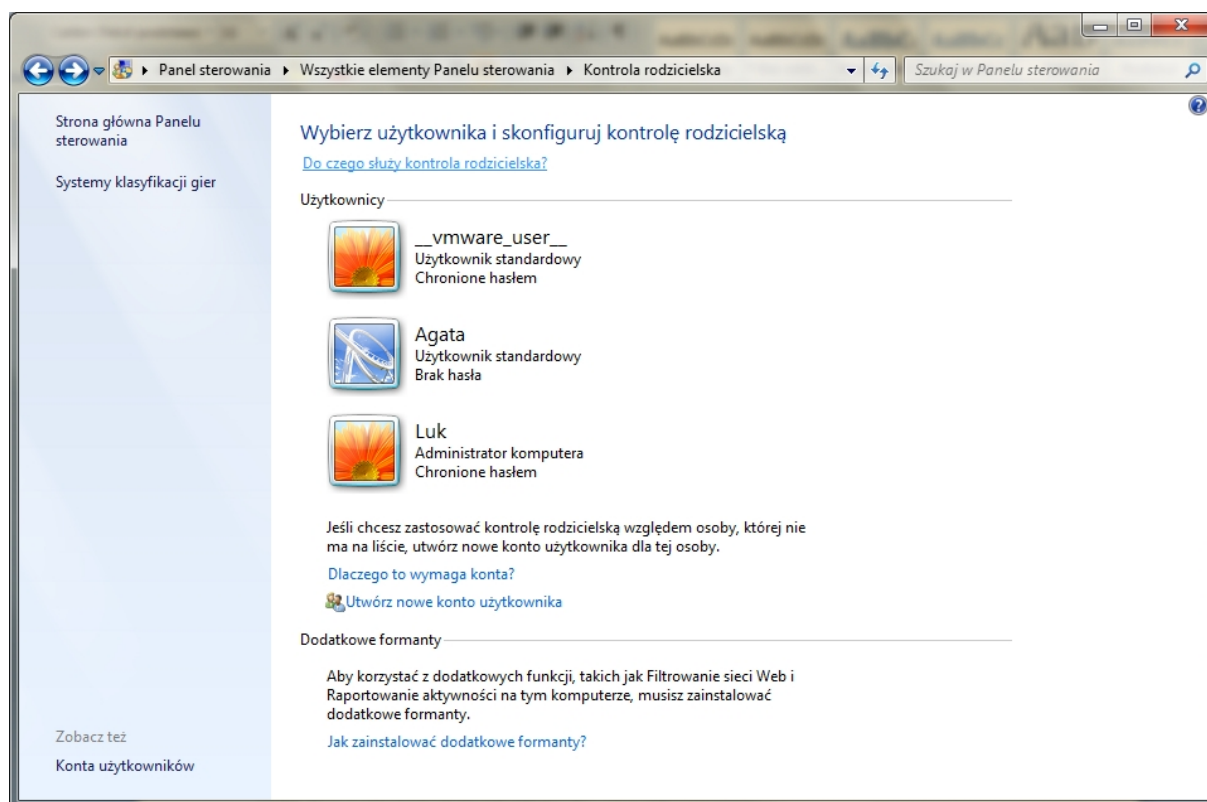 Panel sterowania ▸ Wszystkie elementy Panelu sterowania ▸ Kontrola rodzicielska
Szukaj w Panelu sterowania
Strona główna Panelu
sterowania
Systemy klasyfikacji gier
Wybierz użytkownika i skonfiguruj kontrolę rodzicielską
Do czego służy kontrola rodzicielska?
Użytkownicy
__vmware_user__
Użytkownik standardowy
Chronione hasłem
Agata
Użytkownik standardowy
Brak hasła
Luk
Administrator komputera
Chronione hasłem
Jeśli chcesz zastosować kontrolę rodzicielską względem osoby, której nie
ma na liście, utwórz nowe konto użytkownika dla tej osoby.
Dlaczego to wymaga konta?
Utwórz nowe konto użytkownika
Dodatkowe formanty
Aby korzystać z dodatkowych funkcji, takich jak Filtrowanie sieci Web i
Raportowanie aktywności na tym komputerze, musisz zainstalować
dodatkowe formanty.
Jak zainstalować dodatkowe formanty?
Zobacz też
Konta użytkowników